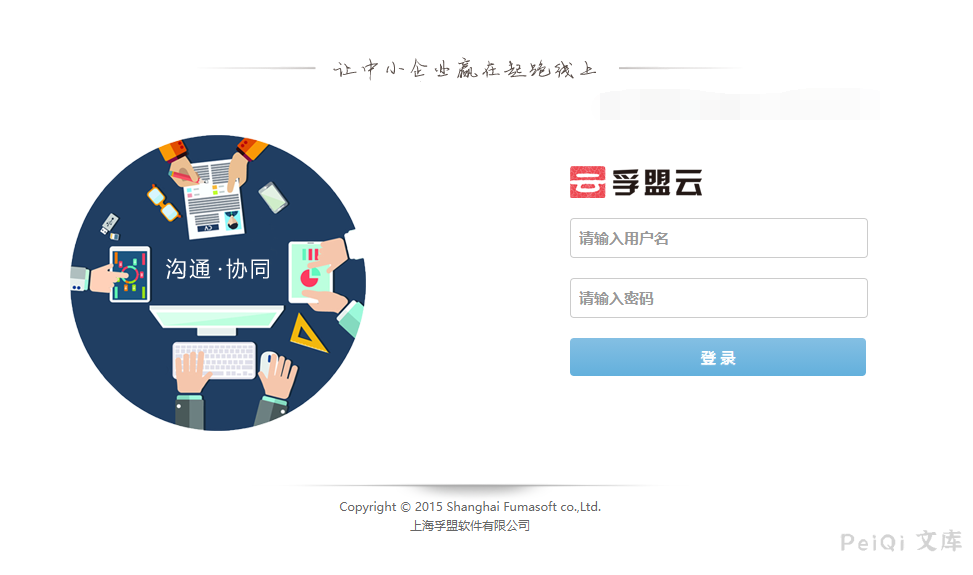 让中小企业赢在起跑线上
云 孚盟云
请输入用户名
沟通·协同
请输入密码
登录
Copyright © 2015 Shanghai Fumasoft co.,Ltd.
上海孚盟软件有限公司
PeiQi 文库